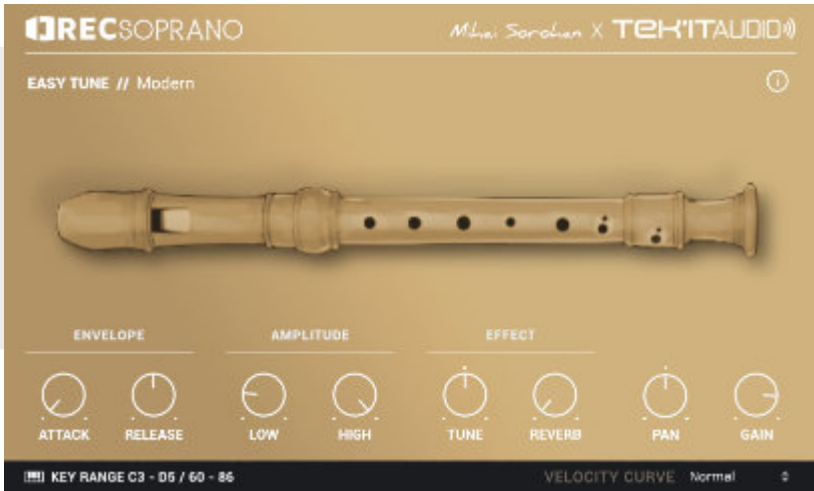 RECSOPRANO
Mihai Sorohan X TEK'ITAUDIO
EASY TUNE // Modern
ENVELOPE AMPLITUDE EFFECT
ATTACK RELEASE LOW HIGH TUNE REVERB PAN GAIN
KEY RANGE C3 - D5 / 60 - 86 VELOCITY CURVE Normal